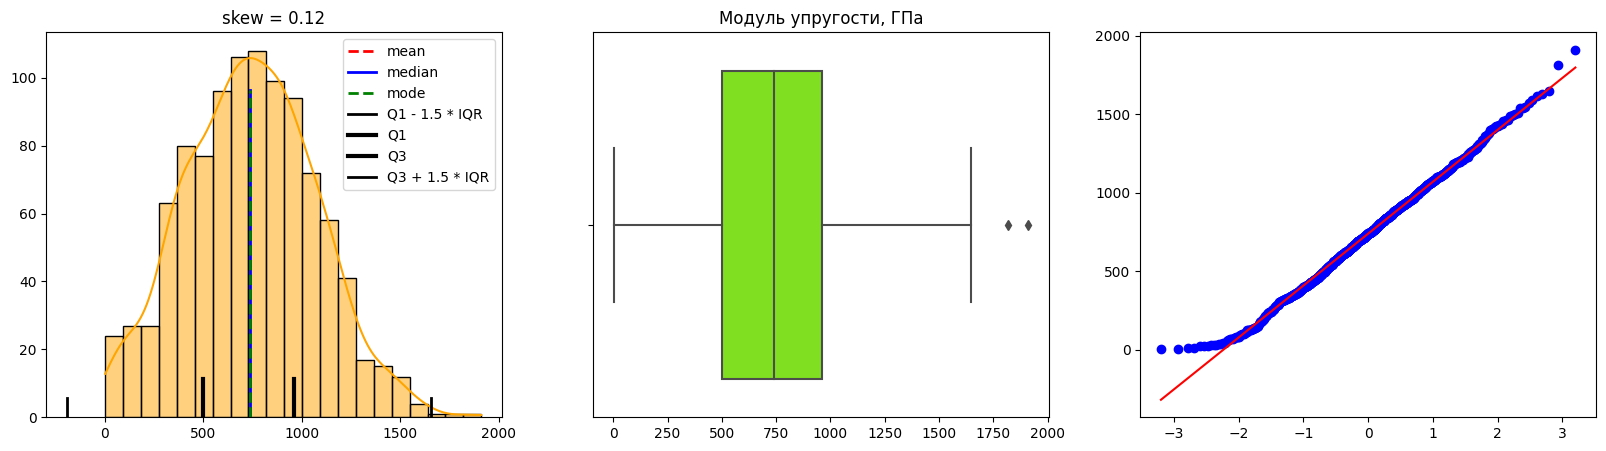 skew = 0.12
mean
median
mode
Q1 - 1.5 * IQR
Q1
Q3
Q3 + 1.5 * IQR
100
80
60
40
20
0
0 500 1000 1500 2000
Модуль упругости, ГПа
0 250 500 750 1000 1250 1500 1750 2000
2000
1500
1000
500
0
−3 −2 −1 0 1 2 3